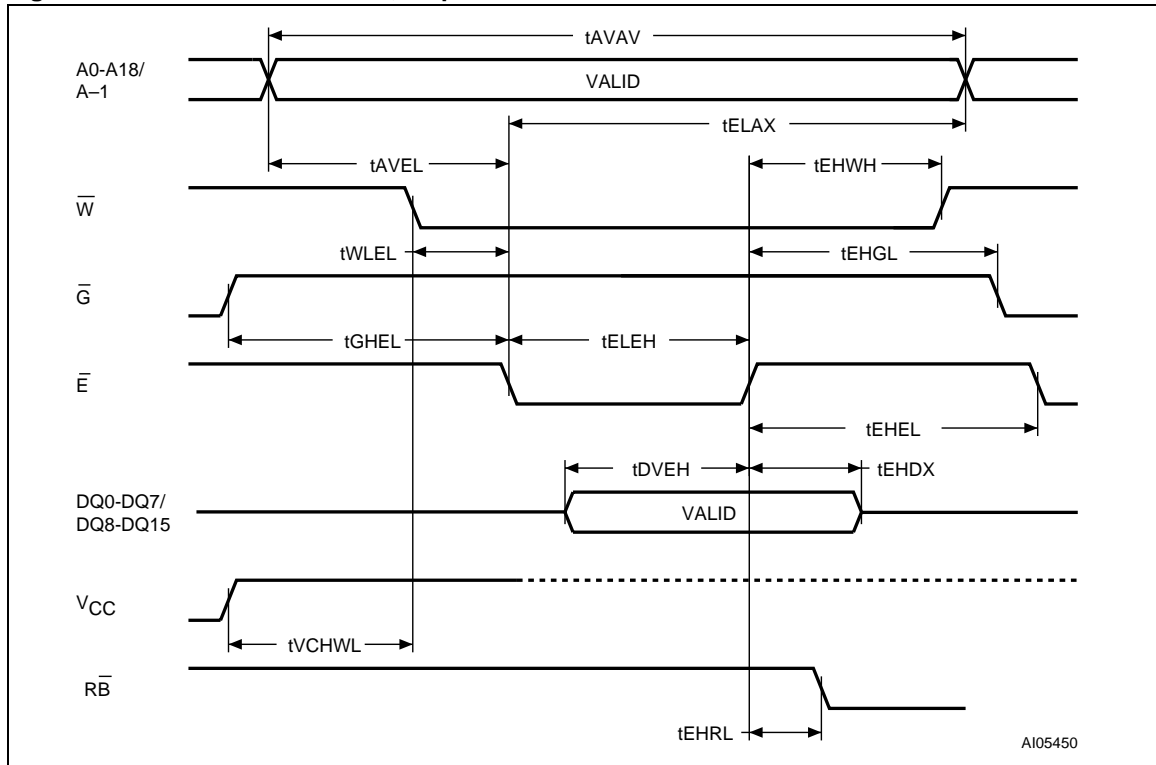 tAVAV
A0-A18/
A–1
VALID
tELAX
tAVEL
tEHWH
W̅
tWLEL
tEHGL
G̅
tGHEL
tELEH
E̅
tEHEL
tDVEH
tEHDX
DQ0-DQ7/
DQ8-DQ15
VALID
VCC
tVCHWL
RB̅
tEHRL
AI05450